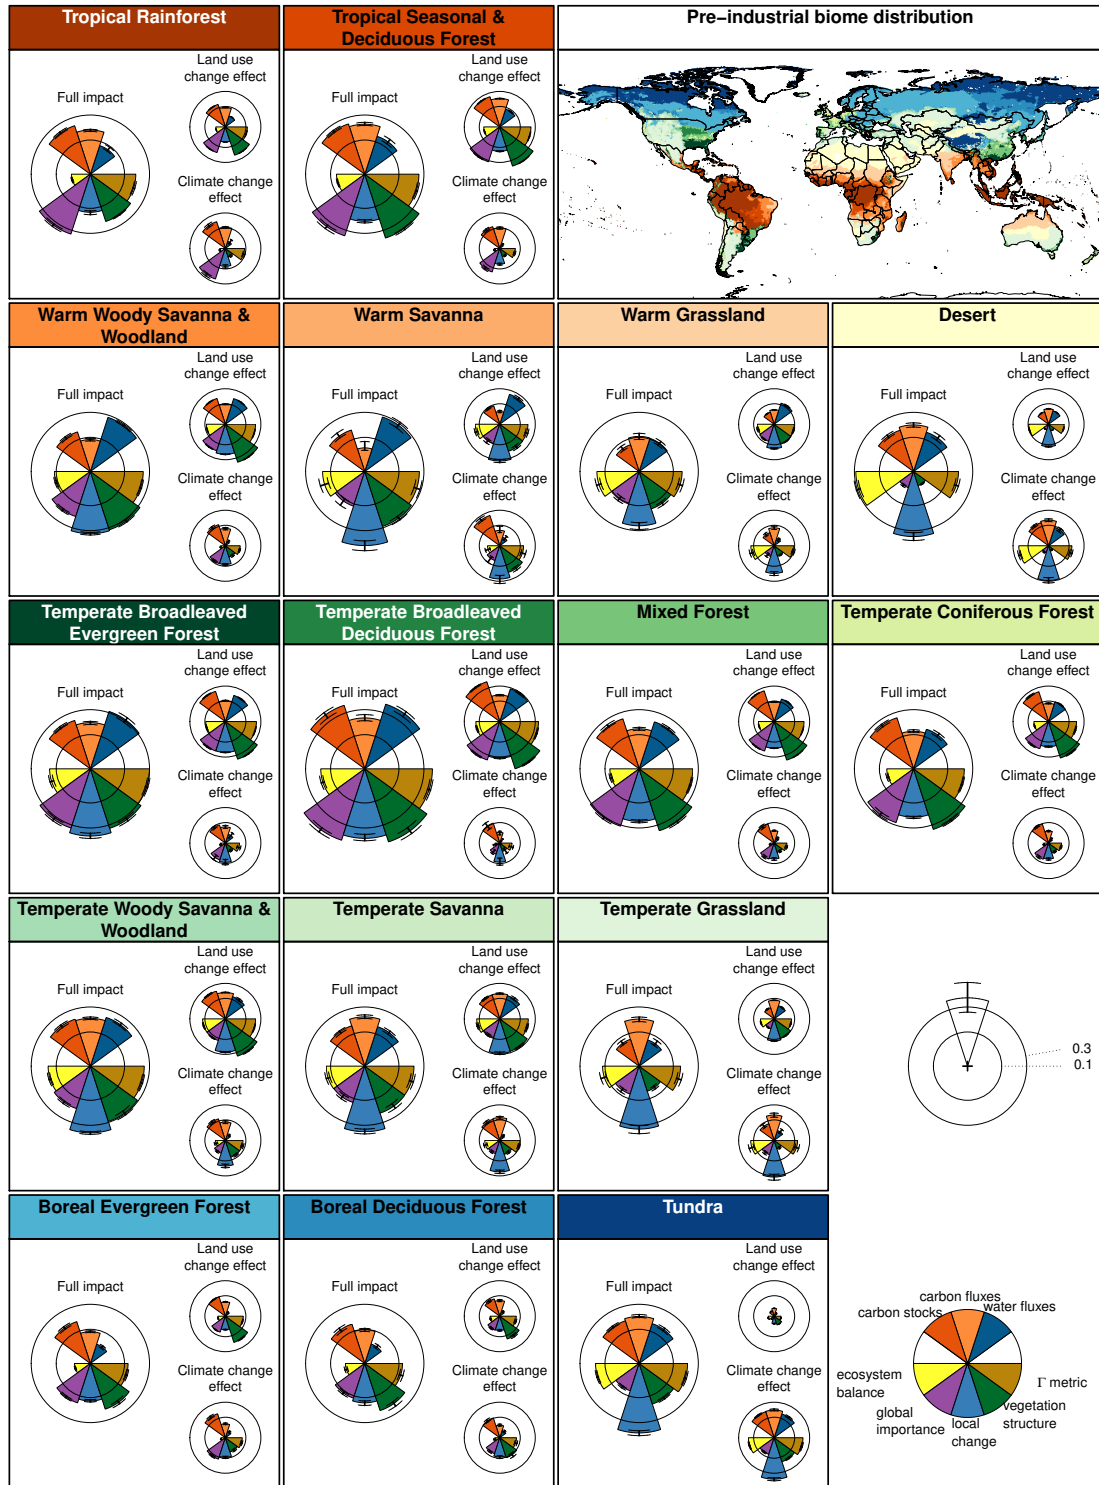 Tropical Rainforest
Full impact
Land use
change effect
Climate change
effect
Tropical Seasonal &
Deciduous Forest
Full impact
Land use
change effect
Climate change
effect
Pre−industrial biome distribution
Warm Woody Savanna &
Woodland
Full impact
Land use
change effect
Climate change
effect
Warm Savanna
Full impact
Land use
change effect
Climate change
effect
Warm Grassland
Full impact
Land use
change effect
Climate change
effect
Desert
Full impact
Land use
change effect
Climate change
effect
Temperate Broadleaved
Evergreen Forest
Full impact
Land use
change effect
Climate change
effect
Temperate Broadleaved
Deciduous Forest
Full impact
Land use
change effect
Climate change
effect
Mixed Forest
Full impact
Land use
change effect
Climate change
effect
Temperate Coniferous Forest
Full impact
Land use
change effect
Climate change
effect
Temperate Woody Savanna &
Woodland
Full impact
Land use
change effect
Climate change
effect
Temperate Savanna
Full impact
Land use
change effect
Climate change
effect
Temperate Grassland
Full impact
Land use
change effect
Climate change
effect
0.3
0.1
Boreal Evergreen Forest
Full impact
Land use
change effect
Climate change
effect
Boreal Deciduous Forest
Full impact
Land use
change effect
Climate change
effect
Tundra
Full impact
Land use
change effect
Climate change
effect
carbon fluxes
carbon stocks
water fluxes
ecosystem
balance
Γ metric
global
importance
local
change
vegetation
structure